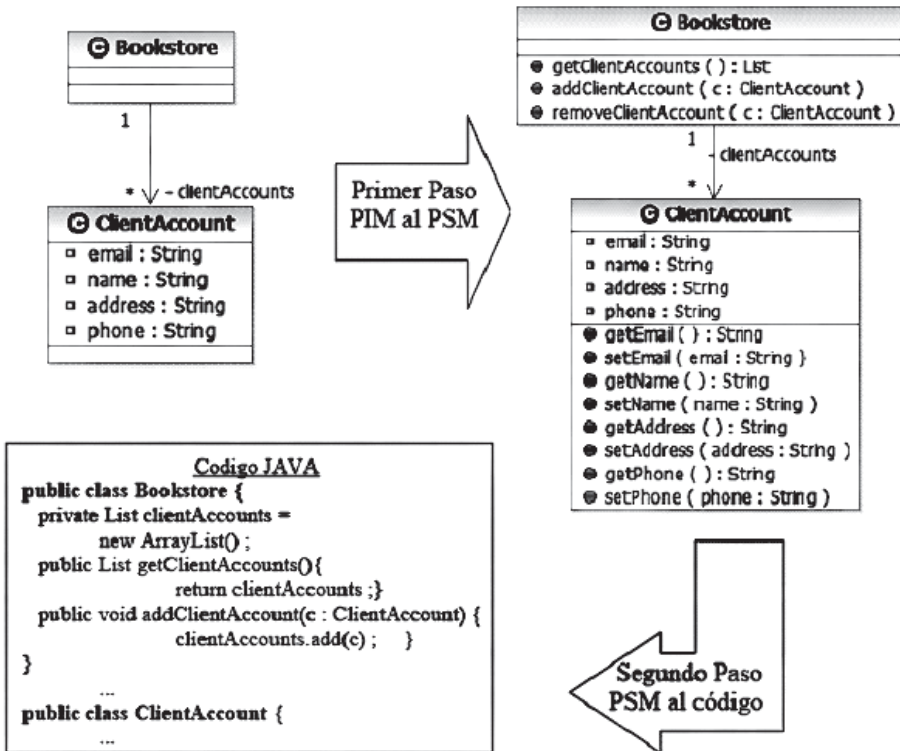 Bookstore
1
* - clientAccounts
ClientAccount
email : String
name : String
address : String
phone : String
Primer Paso
PIM al PSM
Bookstore
getClientAccounts ( ) : List
addClientAccount ( c : ClientAccount )
removeClientAccount ( c : ClientAccount )
1
- clientAccounts
*
ClientAccount
email : String
name : String
address : String
phone : String
getEmail ( ) : String
setEmail ( email : String )
getName ( ) : String
setName ( name : String )
getAddress ( ) : String
setAddress ( address : String )
getPhone ( ) : String
setPhone ( phone : String )
Codigo JAVA
public class Bookstore {
private List clientAccounts =
new ArrayList() ;
public List getClientAccounts(){
return clientAccounts ;}
public void addClientAccount(c : ClientAccount) {
clientAccounts.add(c) ; }
}
...
public class ClientAccount {
...
Segundo Paso
PSM al código